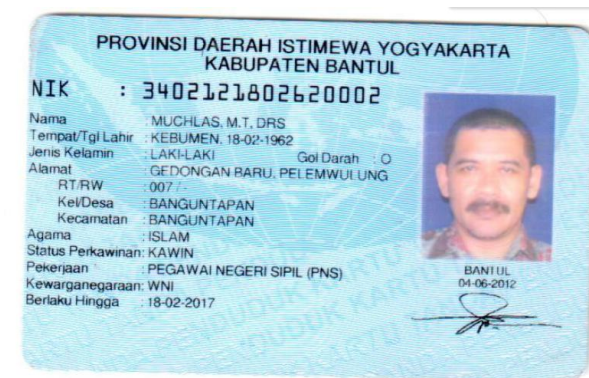 PROVINSI DAERAH ISTIMEWA YOGYAKARTA
KABUPATEN BANTUL
NIK : 3402121802620002
Nama : MUCHLAS, M.T, DRS
Tempat/Tgl Lahir : KEBUMEN, 18-02-1962
Jenis Kelamin : LAKI-LAKI Gol Darah : O
Alamat : GEDONGAN BARU, PELEMWULUNG
RT/RW : 007 / -
Kel/Desa : BANGUNTAPAN
Kecamatan : BANGUNTAPAN
Agama : ISLAM
Status Perkawinan: KAWIN
Pekerjaan : PEGAWAI NEGERI SIPIL (PNS)
Kewarganegaraan: WNI
Berlaku Hingga : 18-02-2017
BANTUL
04-06-2012